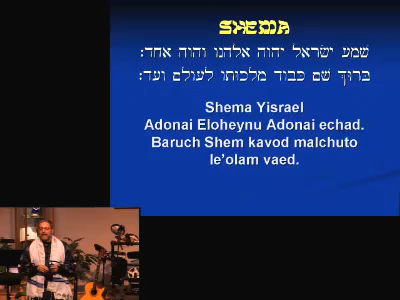 SHEMA
שמע ישראל יהוה אלהנו יהוה אחד:
ברוך שם כבוד מלכותו לעולם ועד:
Shema Yisrael
Adonai Eloheynu Adonai echad.
Baruch Shem kavod malchuto
le'olam vaed.